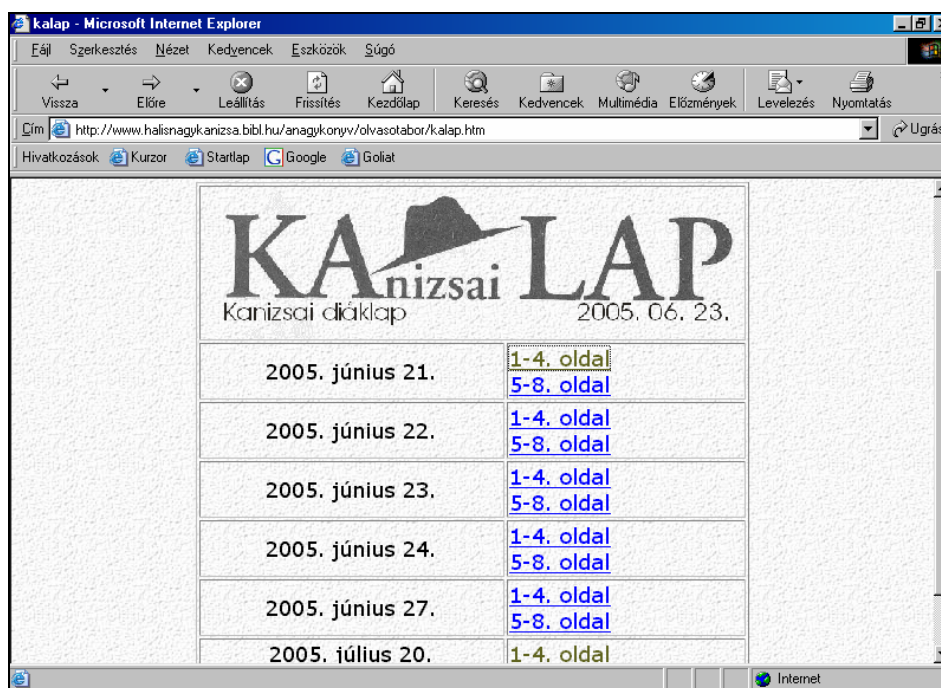 kalap - Microsoft Internet Explorer
Fájl Szerkesztés Nézet Kedvencek Eszközök Súgó
Vissza Előre Leállítás Frissítés Kezdőlap Keresés Kedvencek Multimédia Előzmények Levelezés Nyomtatás
Cím http://www.halisnagykanizsa.bibl.hu/anagykonyv/olvasotabor/kalap.htm Ugrás
Hivatkozások Kurzor Startlap Google Goliat
KAnizsai LAP
Kanizsai diáklap 2005. 06. 23.
2005. június 21. 1-4. oldal
5-8. oldal
2005. június 22. 1-4. oldal
5-8. oldal
2005. június 23. 1-4. oldal
5-8. oldal
2005. június 24. 1-4. oldal
5-8. oldal
2005. június 27. 1-4. oldal
5-8. oldal
2005. július 20. 1-4. oldal
Internet